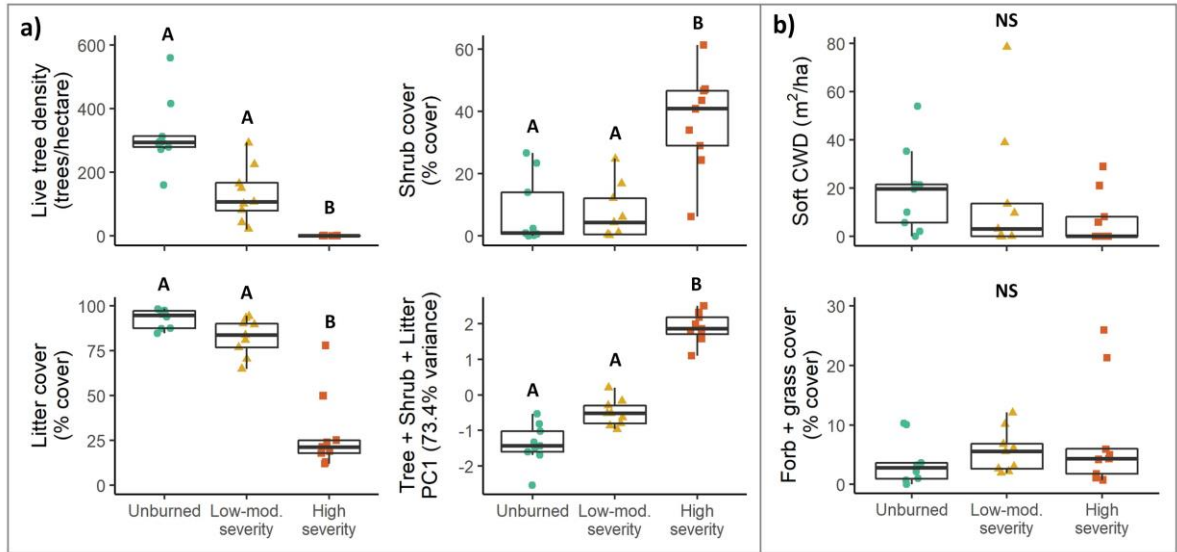 a)
Live tree density
(trees/hectare)
600
400
200
0
A
A
B
Shrub cover
(% cover)
60
40
20
0
A
A
B
Litter cover
(% cover)
100
75
50
25
0
A
A
B
Unburned
Low-mod.
severity
High
severity
Tree + Shrub + Litter
PC1 (73.4% variance)
2
1
0
-1
-2
A
A
B
Unburned
Low-mod.
severity
High
severity
b)
NS
Soft CWD (m²/ha)
80
60
40
20
0
NS
Forb + grass cover
(% cover)
30
20
10
0
Unburned
Low-mod.
severity
High
severity